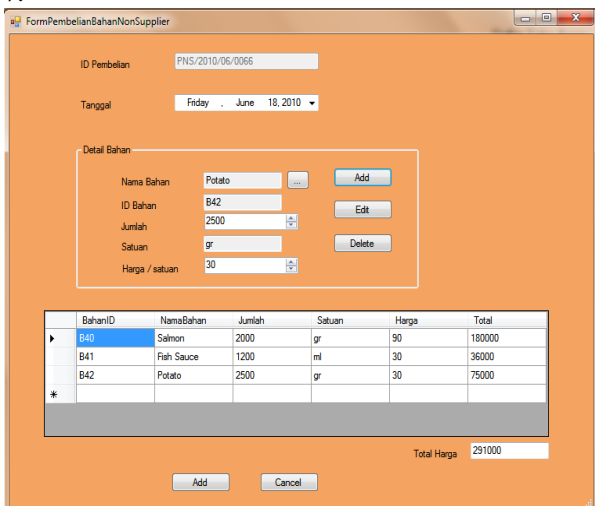 FormPembelianBahanNonSupplier
ID Pembelian PNS/2010/06/0066
Tanggal Friday , June 18, 2010
Detail Bahan
Nama Bahan Potato ... Add
ID Bahan B42
Edit
Jumlah 2500
Satuan gr Delete
Harga / satuan 30
BahanID NamaBahan Jumlah Satuan Harga Total
B40 Salmon 2000 gr 90 180000
B41 Fish Sauce 1200 ml 30 36000
B42 Potato 2500 gr 30 75000
Total Harga 291000
Add Cancel